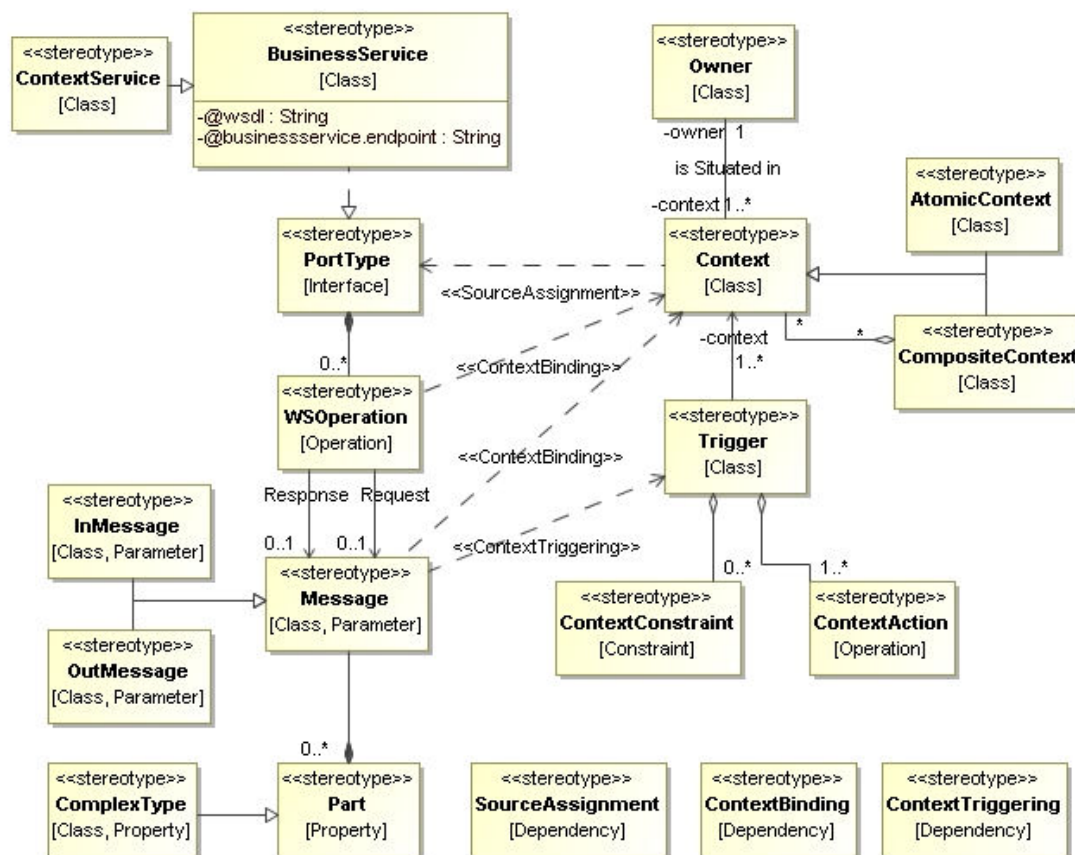 <<stereotype>>
ContextService
[Class]
<<stereotype>>
BusinessService
[Class]
-@wsdl : String
-@businessservice.endpoint : String
<<stereotype>>
Owner
[Class]
-owner 1
is Situated in
-context 1..*
<<stereotype>>
AtomicContext
[Class]
<<stereotype>>
PortType
[Interface]
<<SourceAssignment>>
<<stereotype>>
Context
[Class]
*
*
<<stereotype>>
CompositeContext
[Class]
-context
1..*
0..*
<<ContextBinding>>
<<stereotype>>
WSOperation
[Operation]
<<stereotype>>
Trigger
[Class]
<<ContextBinding>>
Response
Request
0..1
0..1
<<ContextTriggering>>
<<stereotype>>
InMessage
[Class, Parameter]
<<stereotype>>
Message
[Class, Parameter]
0..*
1..*
<<stereotype>>
ContextConstraint
[Constraint]
<<stereotype>>
ContextAction
[Operation]
<<stereotype>>
OutMessage
[Class, Parameter]
0..*
<<stereotype>>
ComplexType
[Class, Property]
<<stereotype>>
Part
[Property]
<<stereotype>>
SourceAssignment
[Dependency]
<<stereotype>>
ContextBinding
[Dependency]
<<stereotype>>
ContextTriggering
[Dependency]